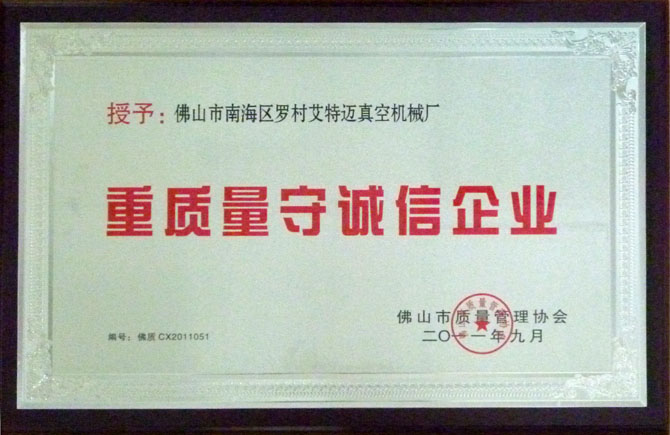 授予：佛山市南海区罗村艾特迈真空机械厂
重质量守诚信企业
佛山市质量管理协会
二〇一一年九月
编号：佛质CX2011051